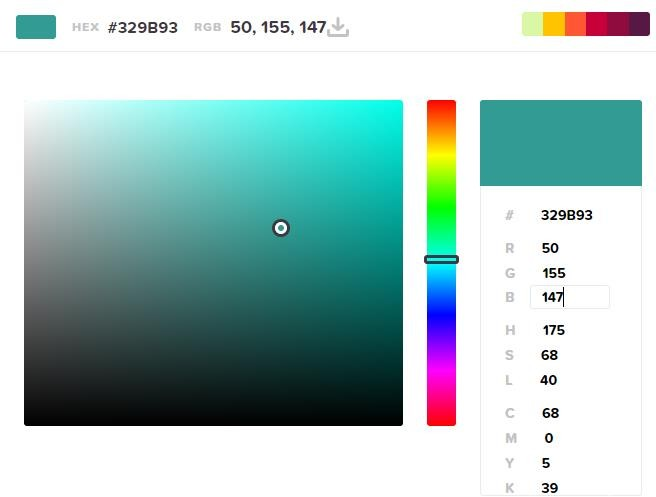 HEX #329B93 RGB 50, 155, 147
# 329B93
R 50
G 155
B 147
H 175
S 68
L 40
C 68
M 0
Y 5
K 39